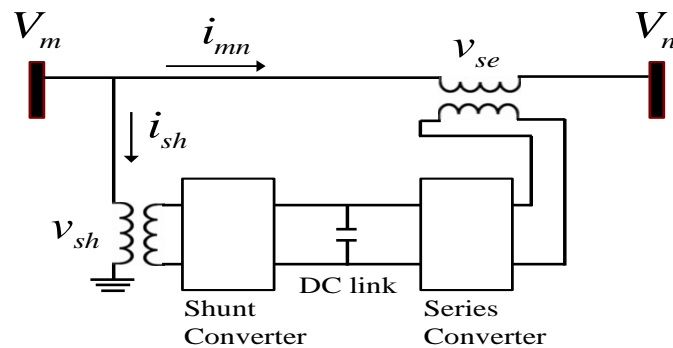 V_m
i_mn
v_se
V_n
i_sh
v_sh
DC link
Shunt
Converter
Series
Converter